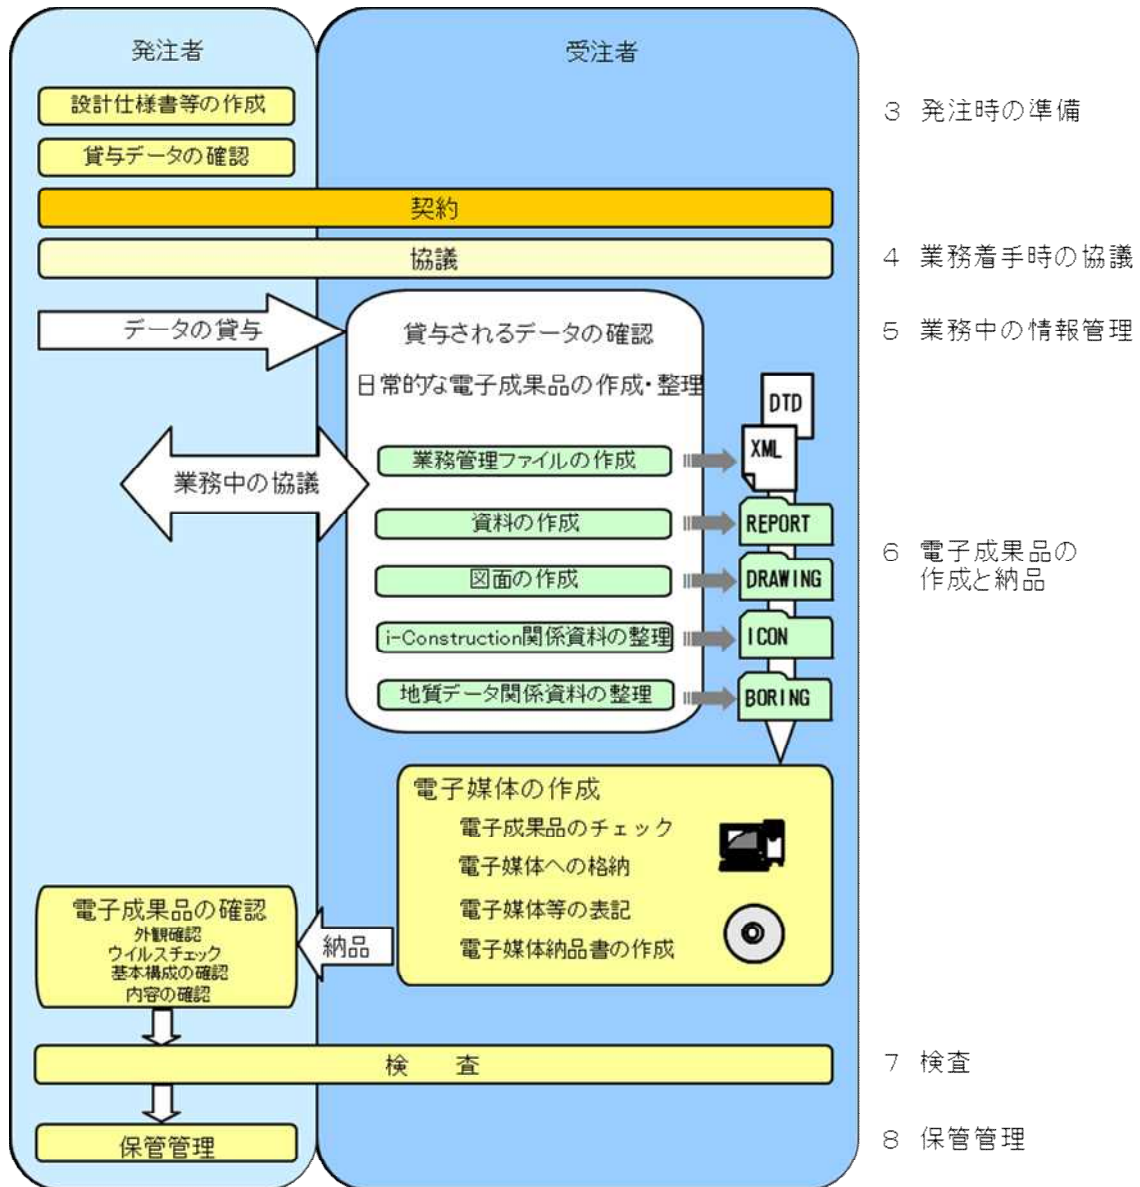 発注者
受注者
設計仕様書等の作成
3 発注時の準備
貸与データの確認
契約
協議
4 業務着手時の協議
データの貸与
貸与されるデータの確認
5 業務中の情報管理
日常的な電子成果品の作成・整理
DTD
XML
業務管理ファイルの作成
業務中の協議
資料の作成
REPORT
6 電子成果品の
作成と納品
図面の作成
DRAWING
i-Construction関係資料の整理
ICON
地質データ関係資料の整理
BORING
電子媒体の作成
電子成果品のチェック
電子媒体への格納
電子媒体等の表記
電子媒体納品書の作成
納品
電子成果品の確認
外観確認
ウイルスチェック
基本構成の確認
内容の確認
検 査
7 検査
保管管理
8 保管管理